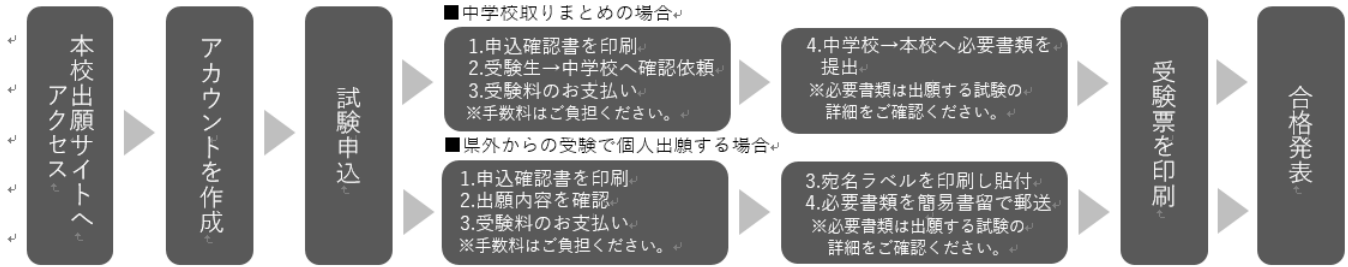 本校出願サイトへ
アクセス
アカウントを作成
試験申込
■中学校取りまとめの場合
1.申込確認書を印刷
2.受験生→中学校へ確認依頼
3.受験料のお支払い
※手数料はご負担ください。
4.中学校→本校へ必要書類を
提出
※必要書類は出願する試験の
詳細をご確認ください。
■県外からの受験で個人出願する場合
1.申込確認書を印刷
2.出願内容を確認
3.受験料のお支払い
※手数料はご負担ください。
3.宛名ラベルを印刷し貼付
4.必要書類を簡易書留で郵送
※必要書類は出願する試験の
詳細をご確認ください。
受験票を印刷
合格発表